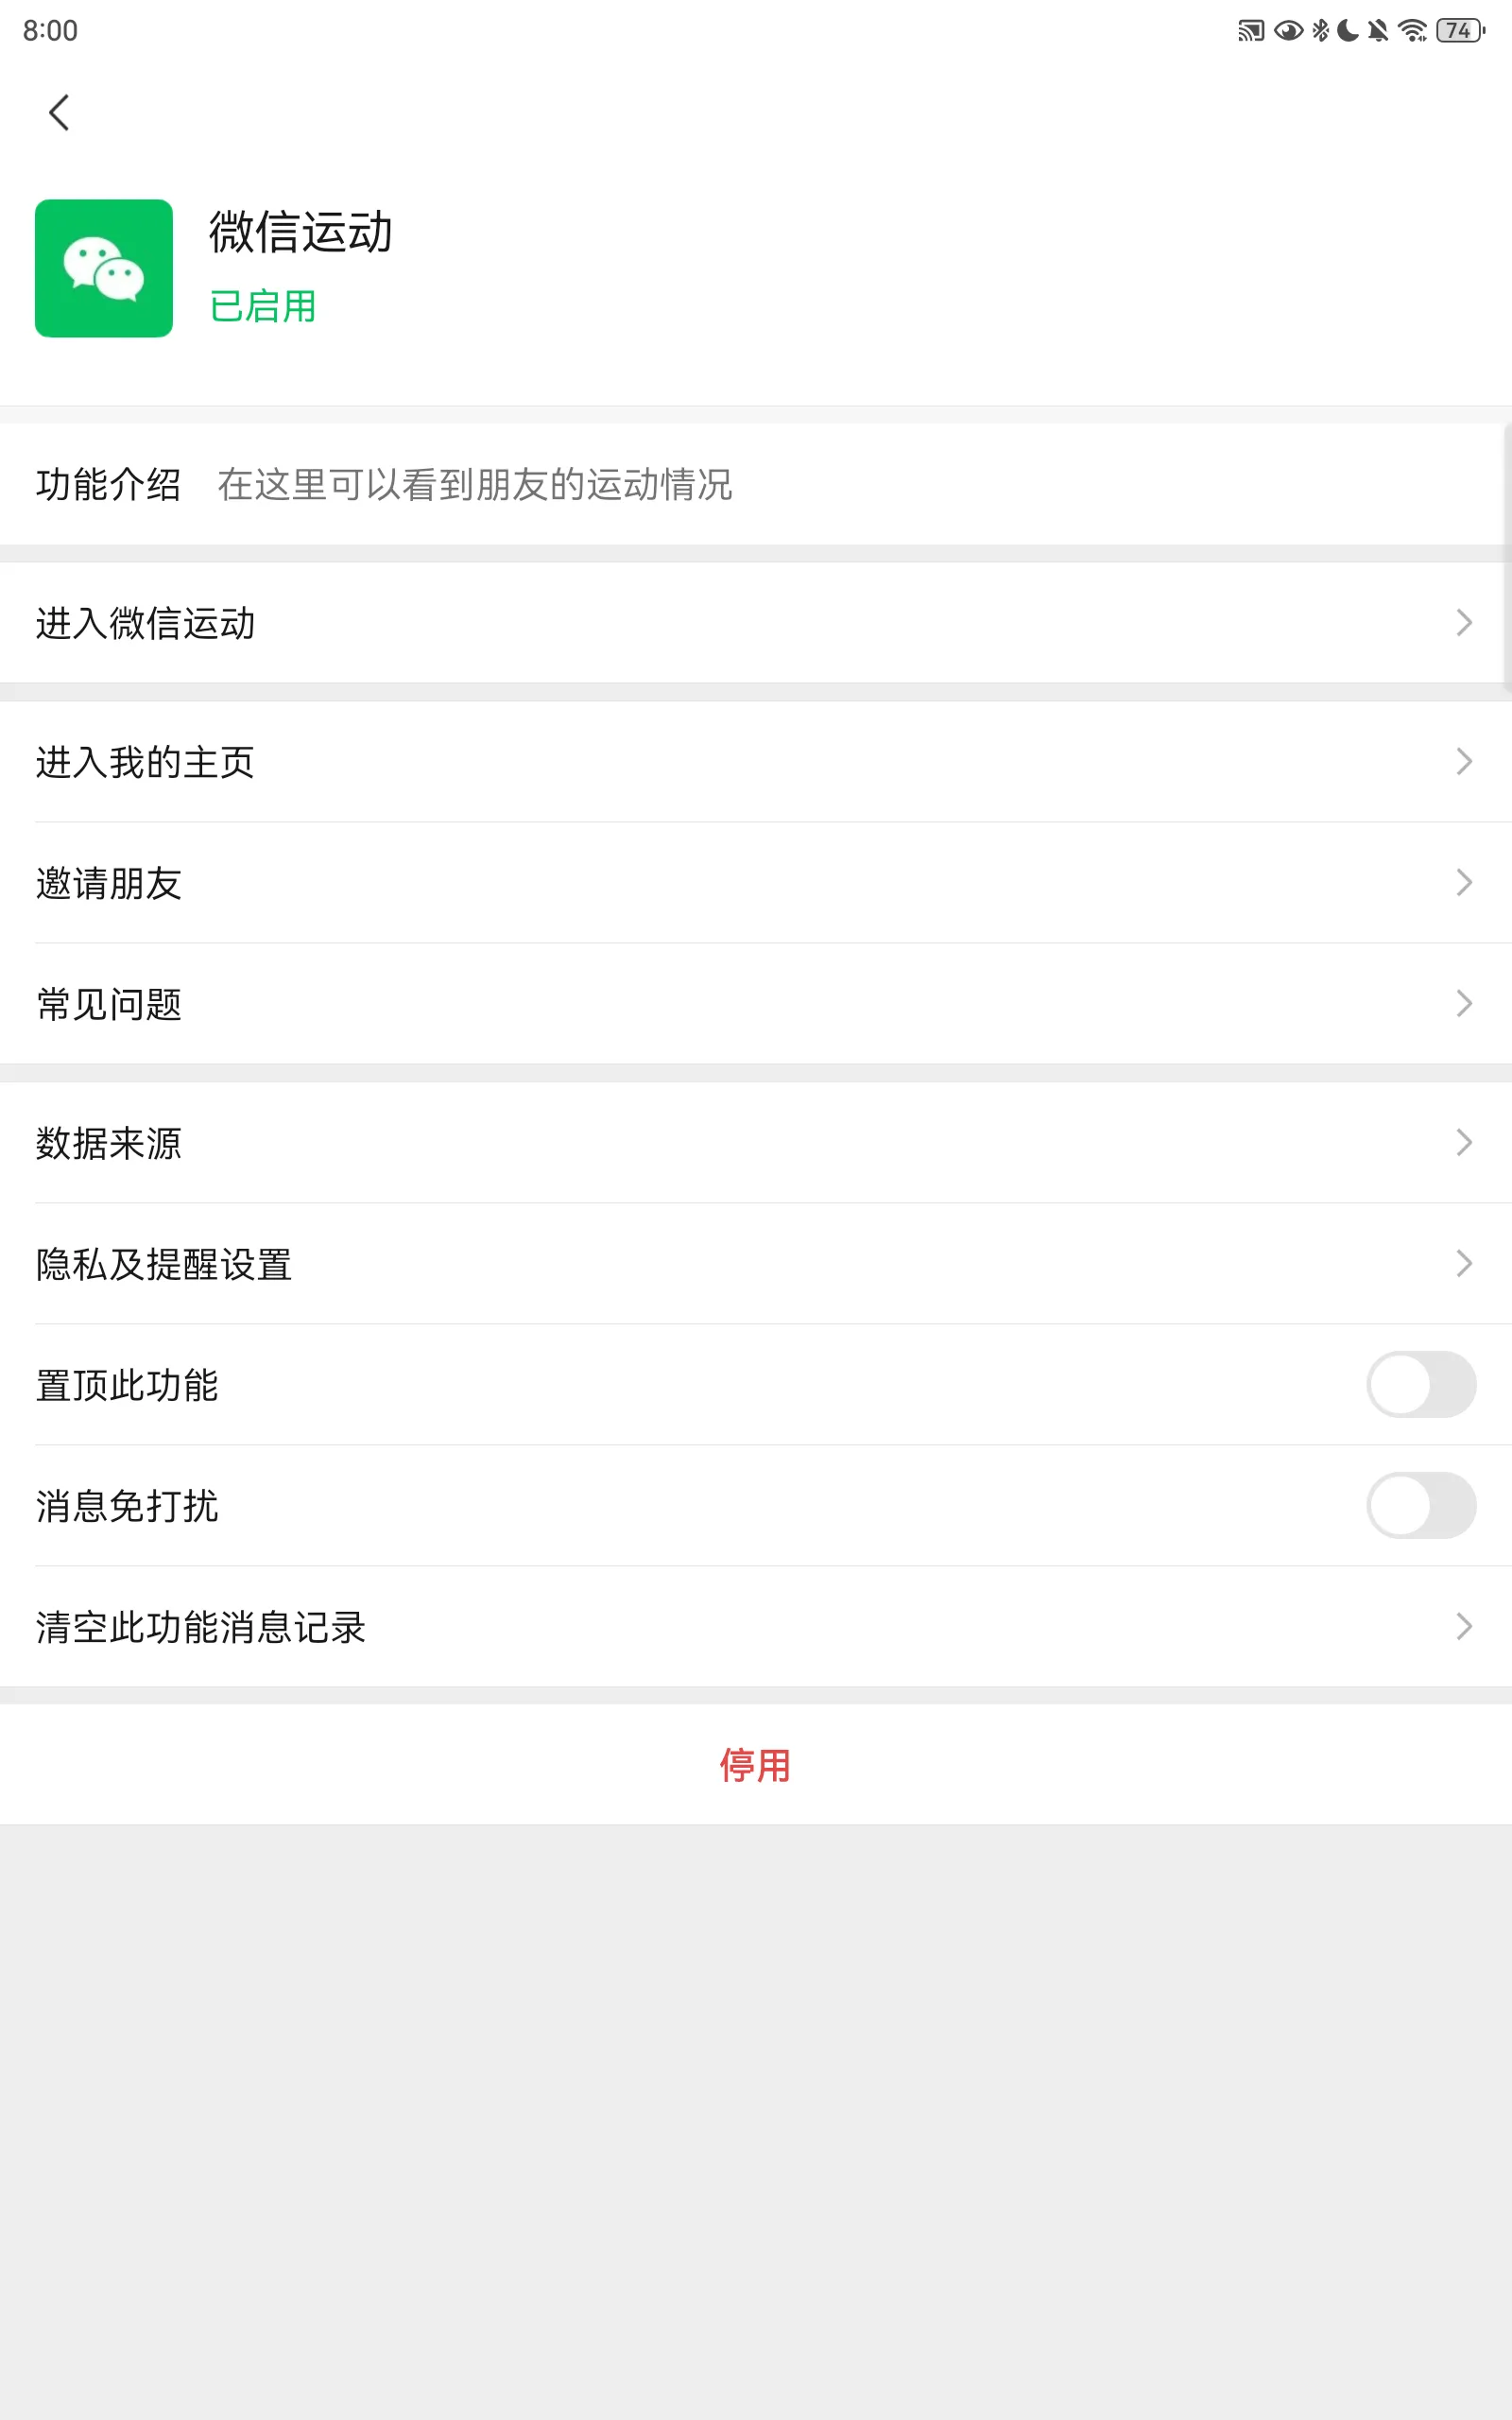 8:00
74
微信运动
已启用
功能介绍 在这里可以看到朋友的运动情况
进入微信运动
进入我的主页
邀请朋友
常见问题
数据来源
隐私及提醒设置
置顶此功能
消息免打扰
清空此功能消息记录
停用